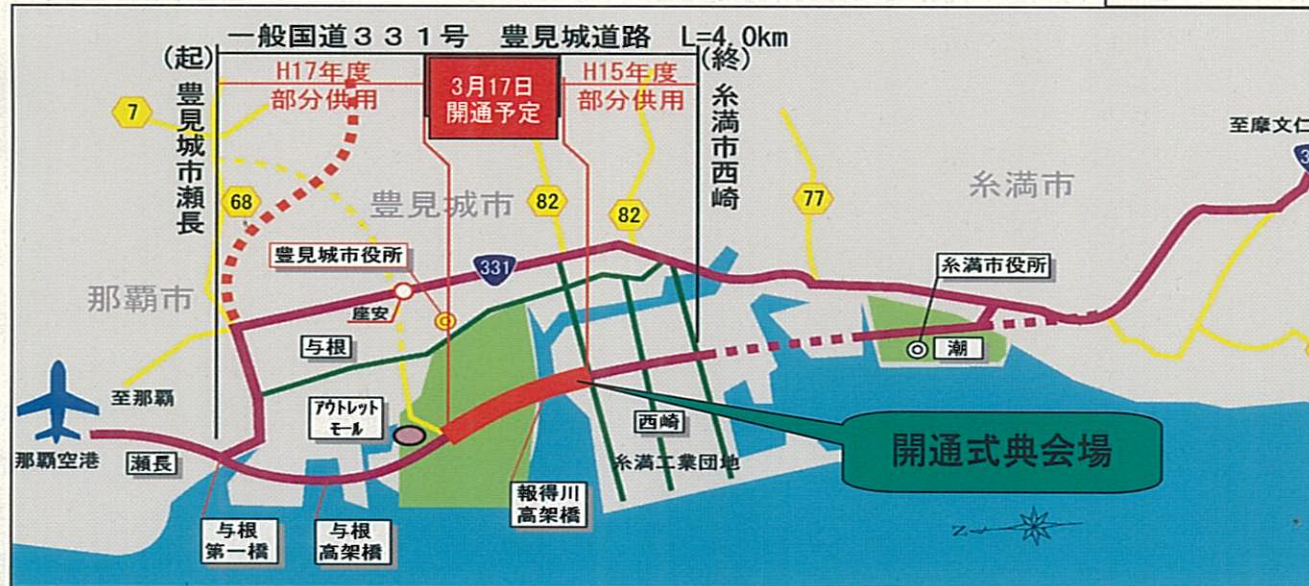 一般国道３３１号　豊見城道路　L=4.0km
(起)
(終)
豊見城市瀬長
糸満市西崎
H17年度
部分供用
3月17日
開通予定
H15年度
部分供用
7
68
82
82
77
至摩文仁
3
豊見城市
糸満市
那覇市
豊見城市役所
331
糸満市役所
座安
与根
潮
至那覇
アウトレット
モール
西崎
開通式典会場
那覇空港
瀬長
糸満工業団地
報得川
高架橋
与根
第一橋
与根
高架橋
N